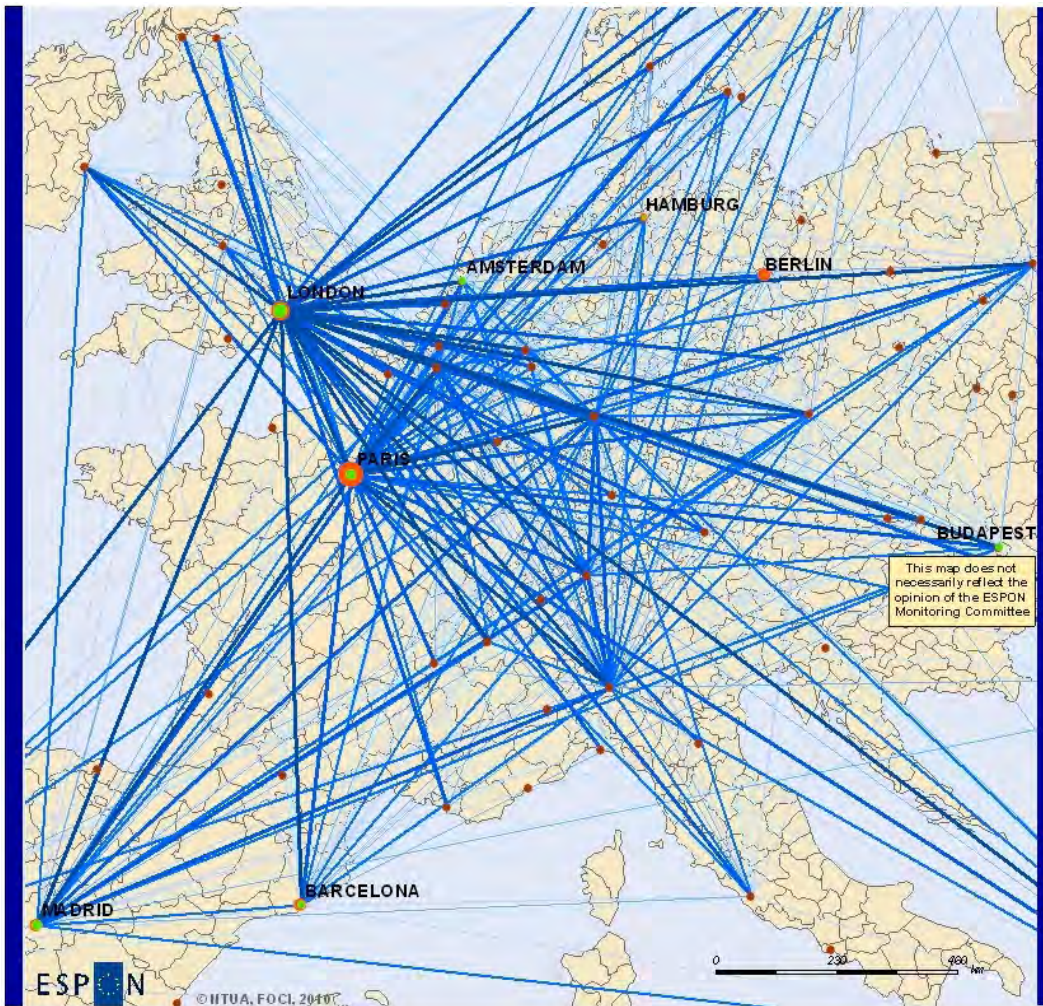 HAMBURG
AMSTERDAM
BERLIN
LONDON
PARIS
BUDAPEST
This map does not
necessarily reflect the
opinion of the ESPON
Monitoring Committee
BARCELONA
MADRID
0 230 460
km
ESPON
© IITUA, FOCI, 2010